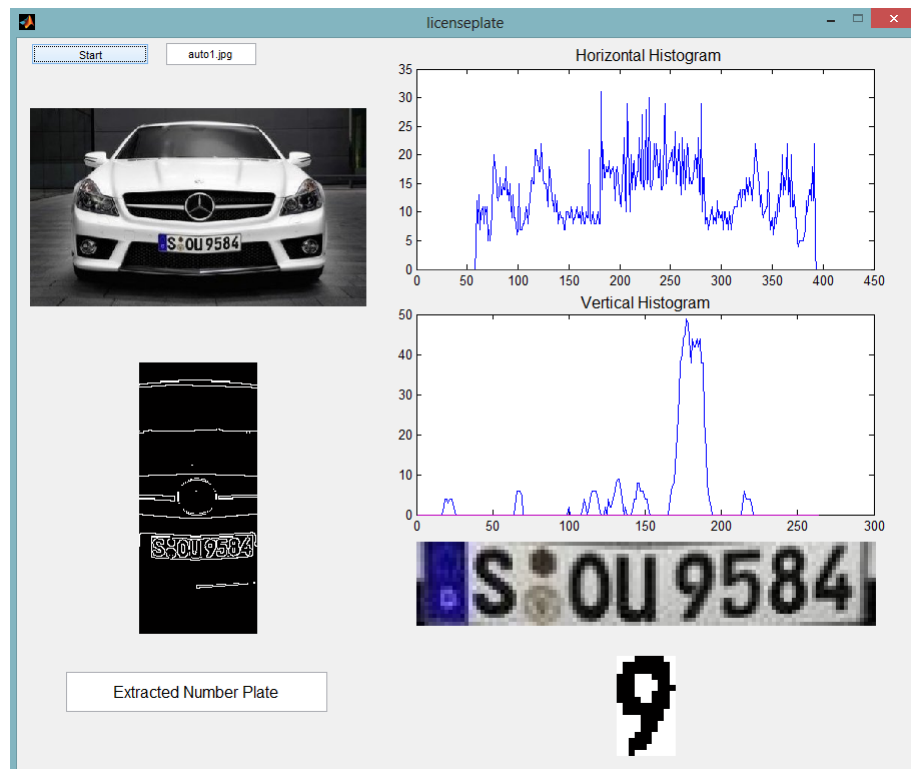 licenseplate
Start
auto1.jpg
Horizontal Histogram
35
30
25
20
15
10
5
0
0 50 100 150 200 250 300 350 400 450
S OU 9584
Vertical Histogram
50
40
30
20
10
0
0 50 100 150 200 250 300
S OU 9584
S OU 9584
Extracted Number Plate
9